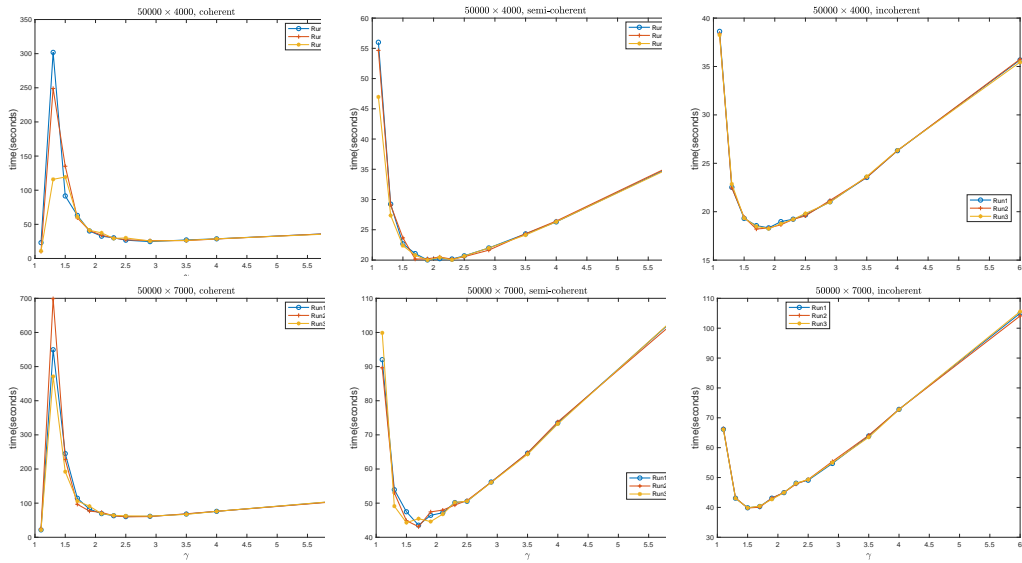 50000 × 4000, coherent
350
300
250
200
150
100
50
0
time(seconds)
1 1.5 2 2.5 3 3.5 4 4.5 5 5.5
γ
Run
Run
Run
50000 × 4000, semi-coherent
60
55
50
45
40
35
30
25
20
time(seconds)
1 1.5 2 2.5 3 3.5 4 4.5 5 5.5
Run
Run
Run
50000 × 4000, incoherent
40
35
30
25
20
15
time(seconds)
1 1.5 2 2.5 3 3.5 4 4.5 5 5.5 6
Run1
Run2
Run3
50000 × 7000, coherent
700
600
500
400
300
200
100
0
time(seconds)
1 1.5 2 2.5 3 3.5 4 4.5 5 5.5
γ
Run1
Run2
Run3
50000 × 7000, semi-coherent
110
100
90
80
70
60
50
40
time(seconds)
1 1.5 2 2.5 3 3.5 4 4.5 5 5.5
γ
Run1
Run2
Run3
50000 × 7000, incoherent
110
100
90
80
70
60
50
40
30
time(seconds)
1 1.5 2 2.5 3 3.5 4 4.5 5 5.5 6
γ
Run1
Run2
Run3